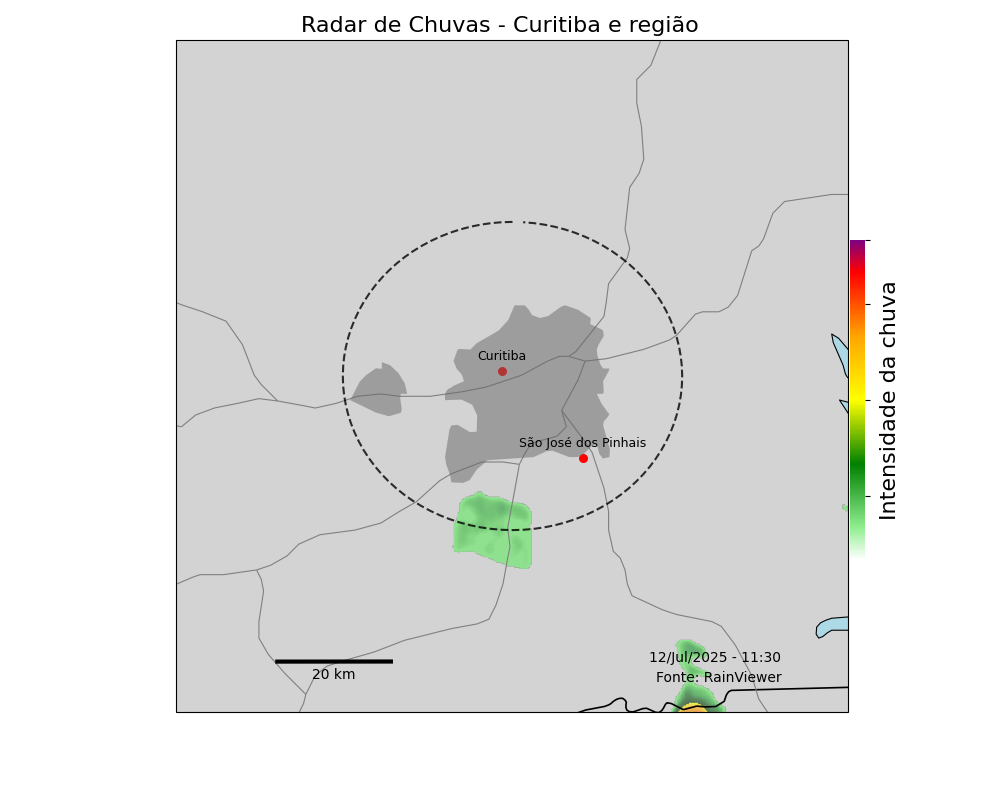 Radar de Chuvas - Curitiba e região
Curitiba
São José dos Pinhais
Intensidade da chuva
12/Jul/2025 - 11:30
Fonte: RainViewer
20 km